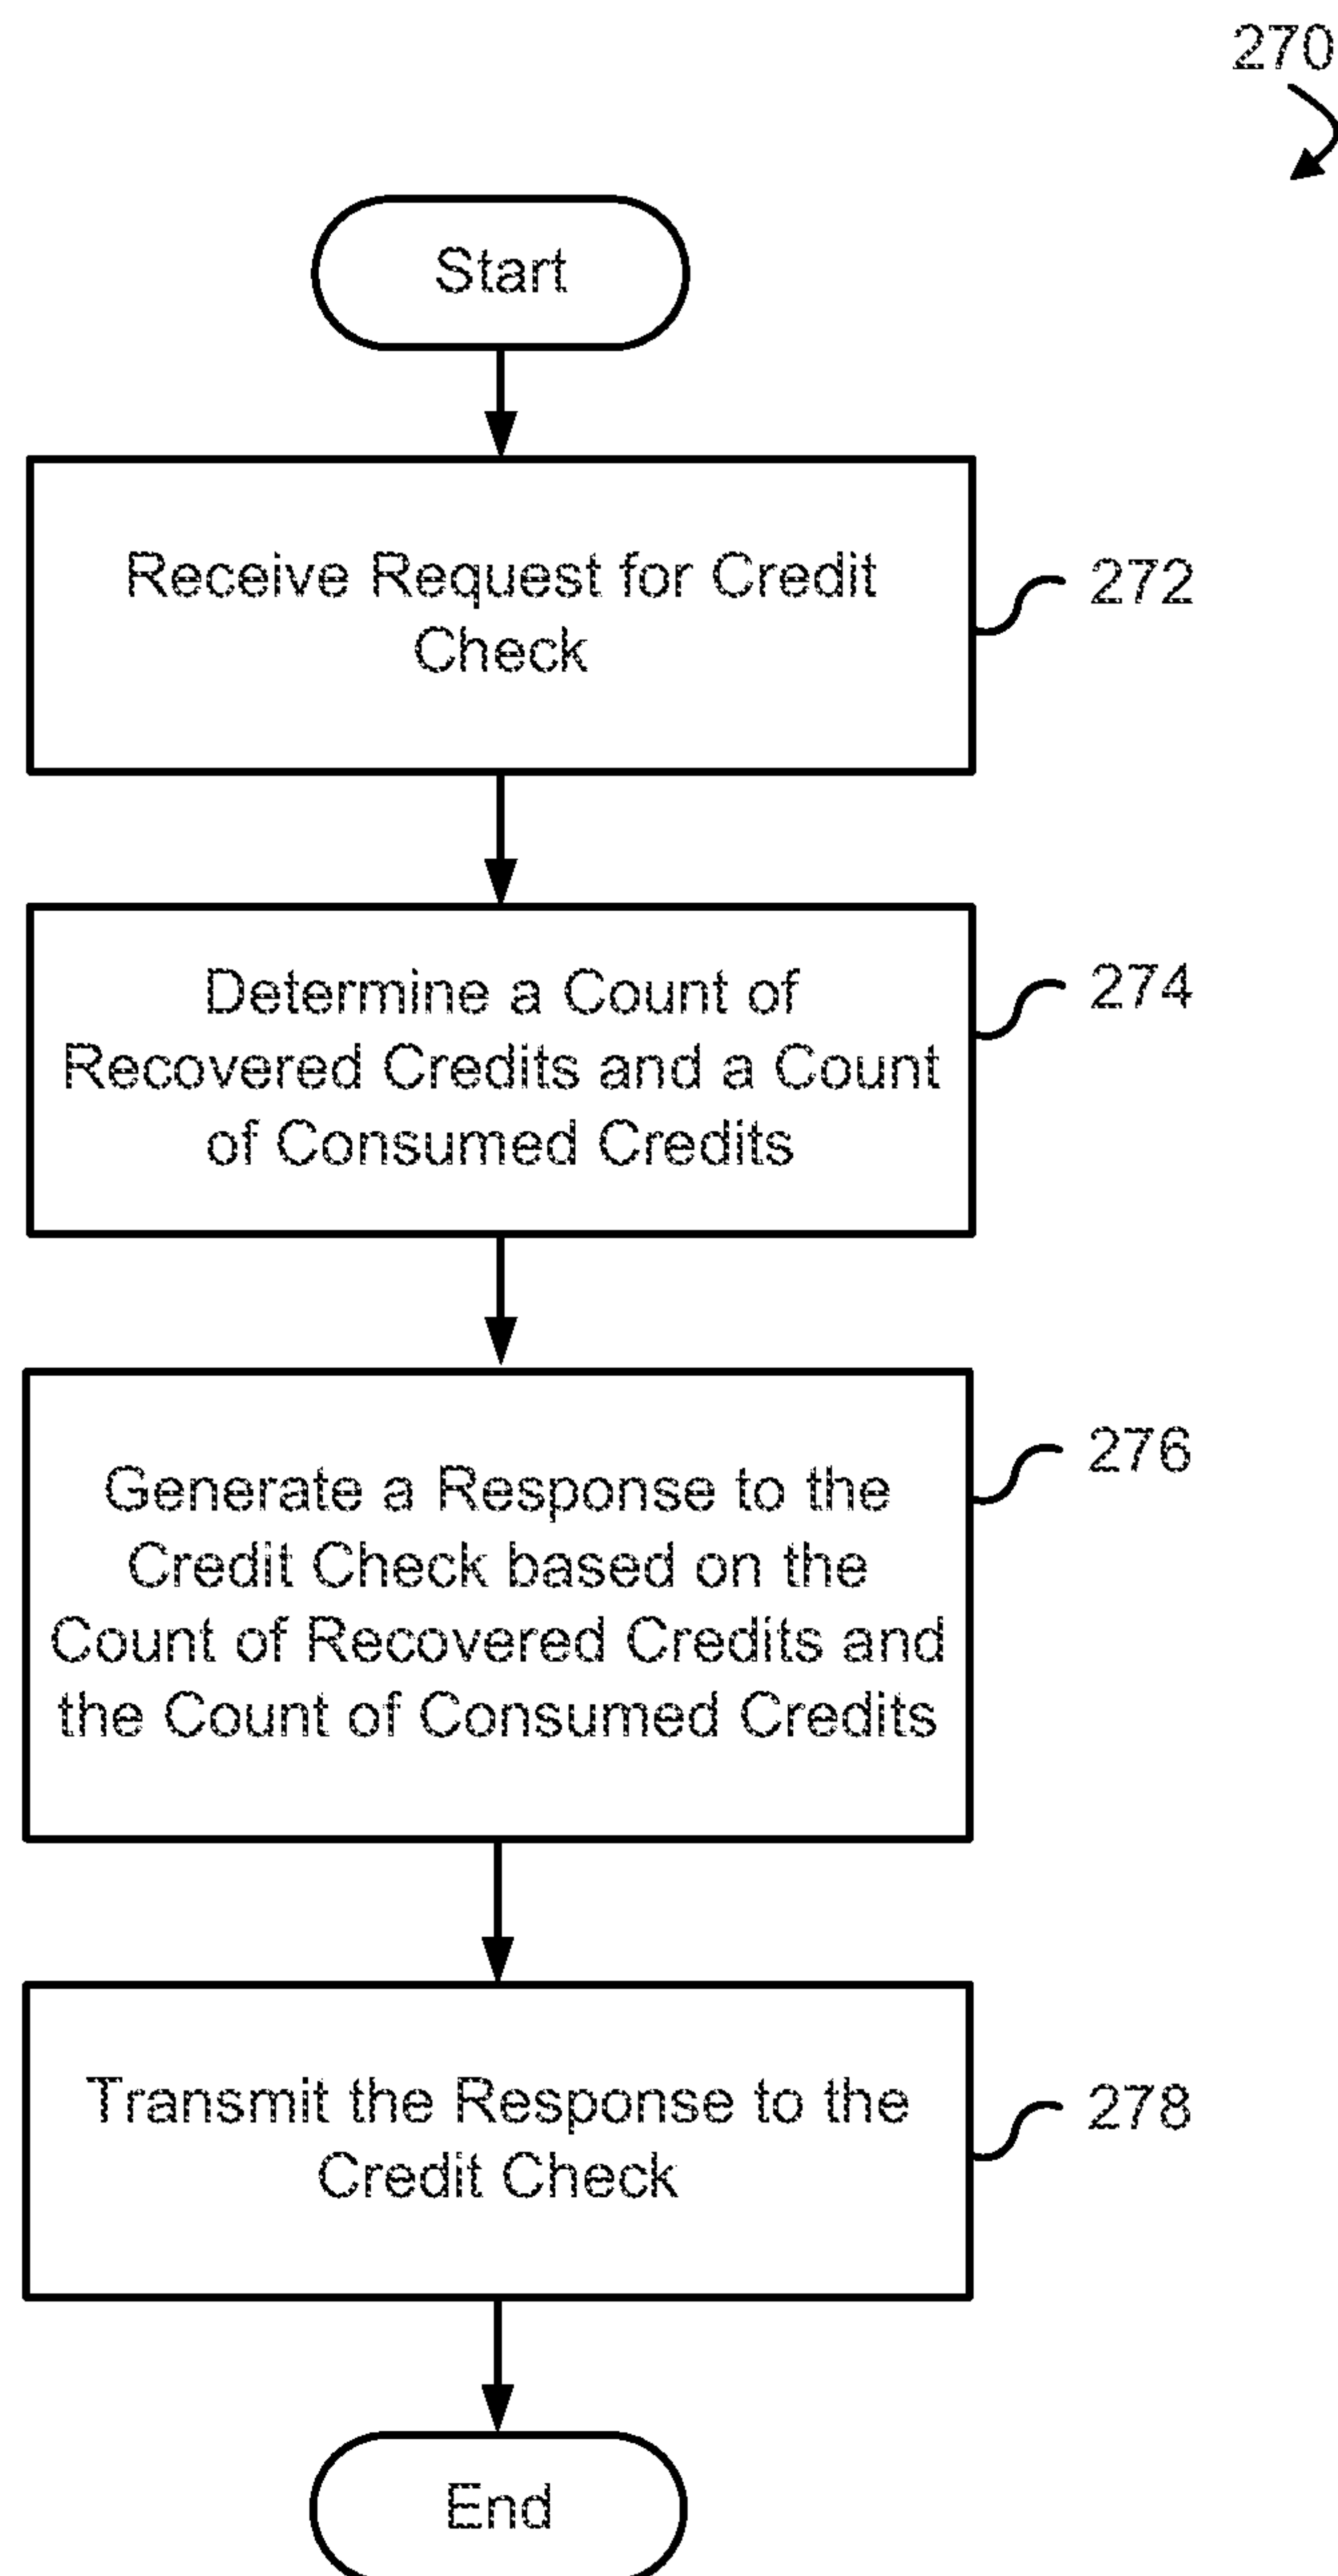 270
Start
Receive Request for Credit
Check
272
Determine a Count of
Recovered Credits and a Count
of Consumed Credits
274
Generate a Response to the
Credit Check based on the
Count of Recovered Credits and
the Count of Consumed Credits
276
Transmit the Response to the
Credit Check
278
End